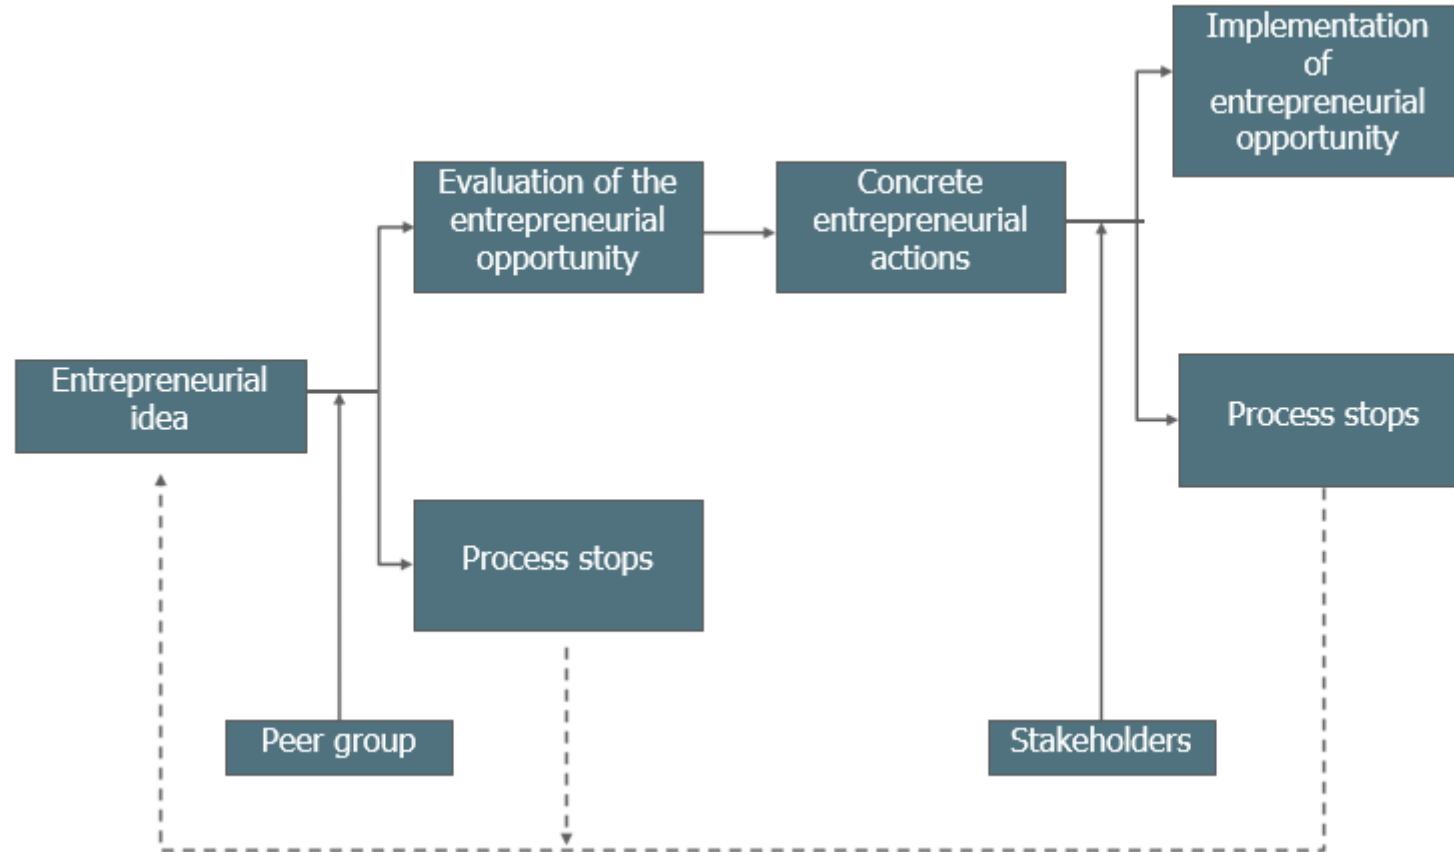 Implementation
of
entrepreneurial
opportunity
Evaluation of the
entrepreneurial
opportunity
Concrete
entrepreneurial
actions
Entrepreneurial
idea
Process stops
Process stops
Peer group
Stakeholders